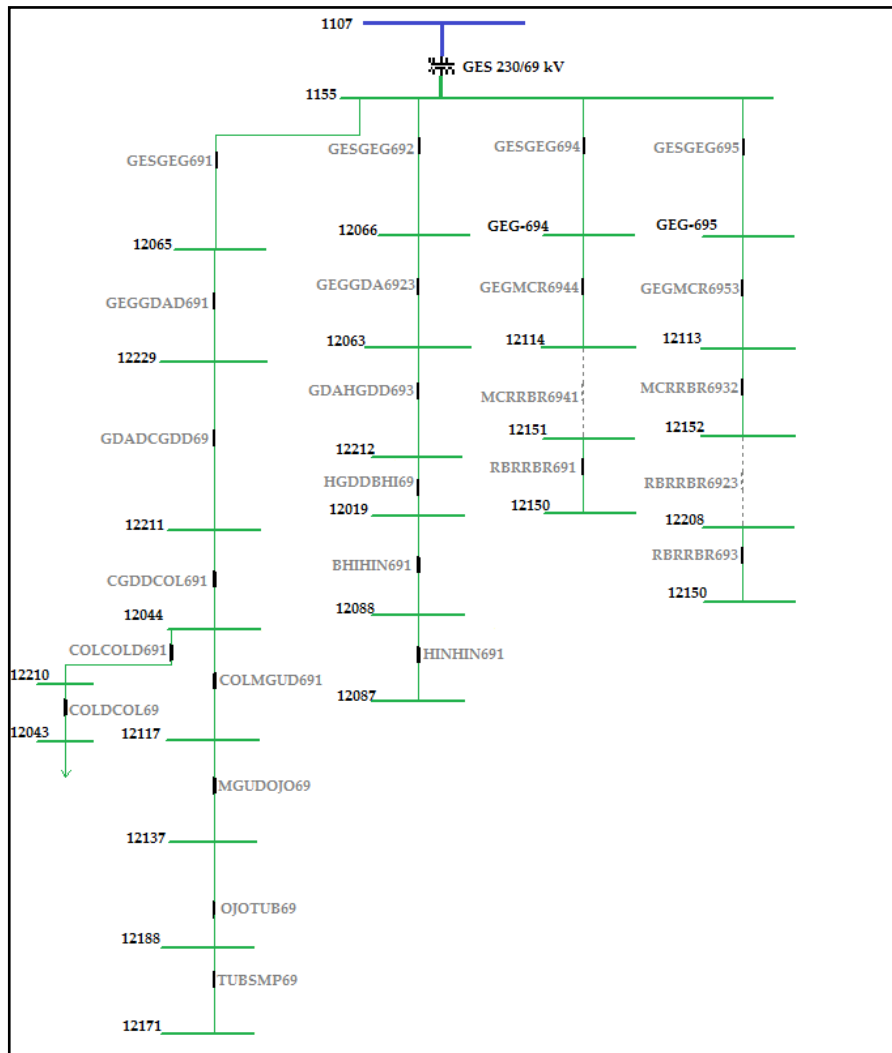 1107
GES 230/69 kV
1155
GESGEG691
GESGEG692
GESGEG694
GESGEG695
12065
12066
GEG-694
GEG-695
GEGGDAD691
GEGGDA6923
GEGMCR6944
GEGMCR6953
12229
12063
12114
12113
GDADCGDD69
GDAHGDD693
MCRRBR6941
MCRRBR6932
12212
12151
12152
HGDDBHI69
RBRRBR691
RBRRBR6923
12211
12019
12150
12208
CGDDCOL691
BHIHIN691
RBRRBR693
12044
12088
12150
COLCOLD691
HINHIN691
12210
COLMGUD691
12087
COLDCOL69
12043
12117
MGUDOJO69
12137
OJOTUB69
12188
TUBSMP69
12171